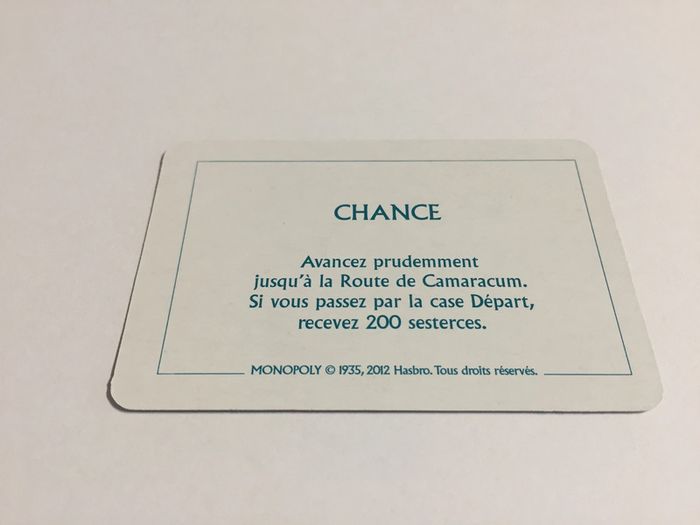 CHANCE
Avancez prudemment
jusqu'à la Route de Camaracum.
Si vous passez par la case Départ,
recevez 200 sesterces.
MONOPOLY © 1935, 2012 Hasbro. Tous droits réservés.